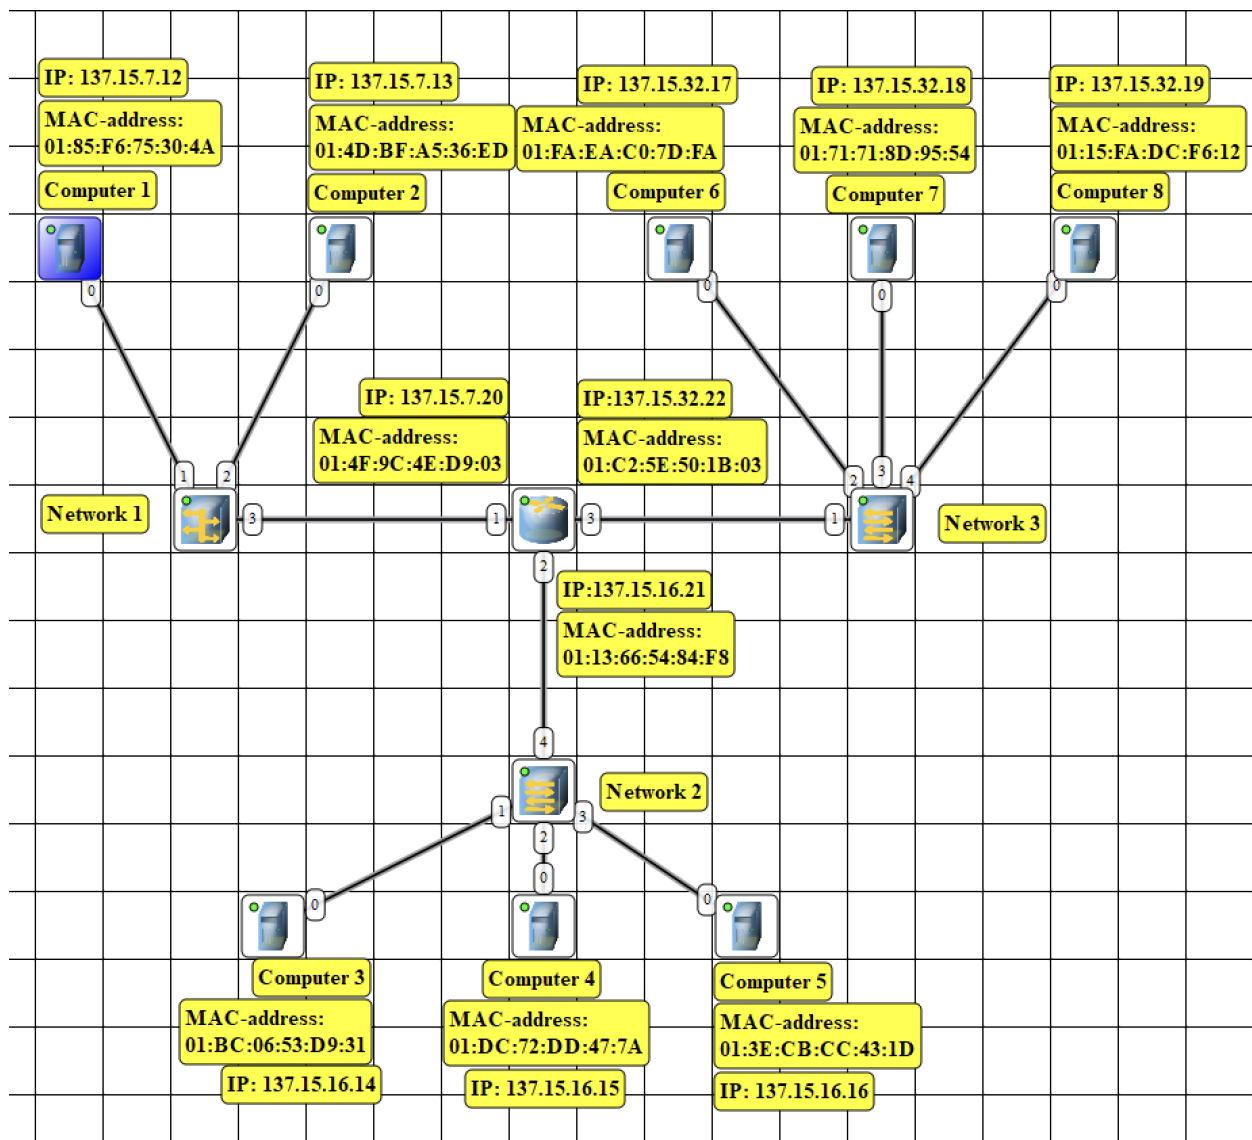 IP: 137.15.7.12
MAC-address:
01:85:F6:75:30:4A
Computer 1
IP: 137.15.7.13
MAC-address:
01:4D:BF:A5:36:ED
Computer 2
IP: 137.15.32.17
MAC-address:
01:FA:EA:C0:7D:FA
Computer 6
IP: 137.15.32.18
MAC-address:
01:71:71:8D:95:54
Computer 7
IP: 137.15.32.19
MAC-address:
01:15:FA:DC:F6:12
Computer 8
0
0
0
0
0
IP: 137.15.7.20
MAC-address:
01:4F:9C:4E:D9:03
IP:137.15.32.22
MAC-address:
01:C2:5E:50:1B:03
1
2
2
3
4
Network 1
3
1
3
1
Network 3
2
IP:137.15.16.21
MAC-address:
01:13:66:54:84:F8
4
Network 2
1
2
3
0
0
0
Computer 3
MAC-address:
01:BC:06:53:D9:31
IP: 137.15.16.14
Computer 4
MAC-address:
01:DC:72:DD:47:7A
IP: 137.15.16.15
Computer 5
MAC-address:
01:3E:CB:CC:43:1D
IP: 137.15.16.16